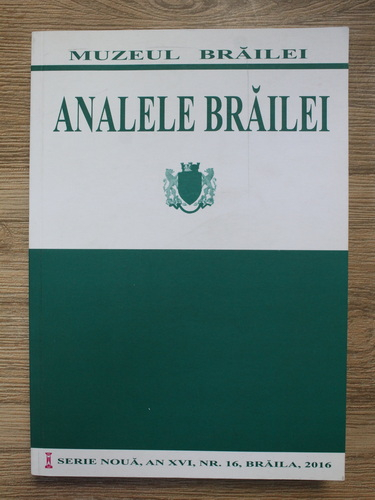 MUZEUL BRĂILEI
ANALELE BRĂILEI
SERIE NOUĂ, AN XVI, NR. 16, BRĂILA, 2016